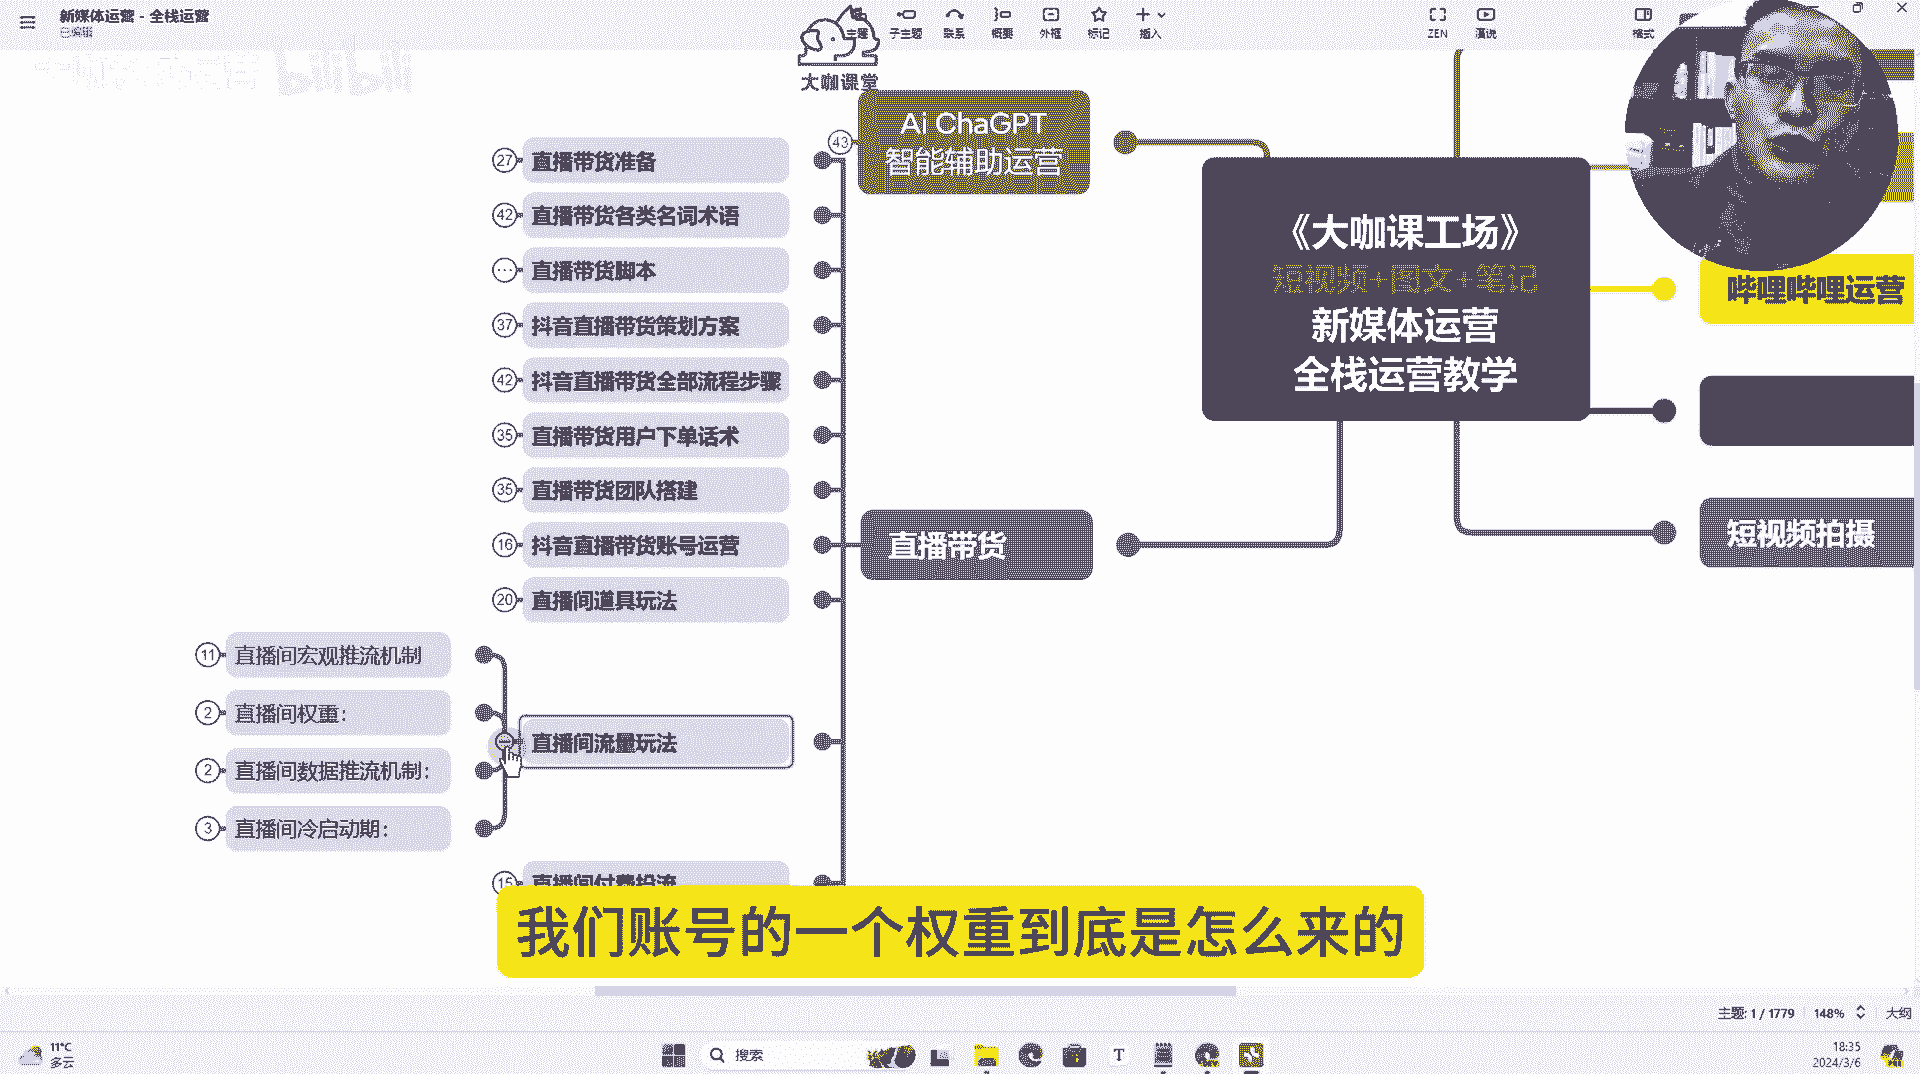 新媒体运营 - 全栈运营
已编辑
主题
子主题
联系
概要
外框
标记
插入
ZEN
演说
格式
bilibili
大咖课堂
43
Ai ChaGPT
智能辅助运营
27
直播带货准备
42
直播带货各类名词术语
直播带货脚本
37
抖音直播带货策划方案
42
抖音直播带货全部流程步骤
35
直播带货用户下单话术
35
直播带货团队搭建
16
抖音直播带货账号运营
20
直播间道具玩法
直播带货
《大咖课工场》
短视频+图文+笔记
新媒体运营
全栈运营教学
哔哩哔哩运营
短视频拍摄
11
直播间宏观推流机制
2
直播间权重：
直播间流量玩法
2
直播间数据推流机制：
3
直播间冷启动期：
15
直播间付费投流
我们账号的一个权重到底是怎么来的
主题: 1 / 1779
148%
大纲
11°C
多云
搜索
18:35
2024/3/6